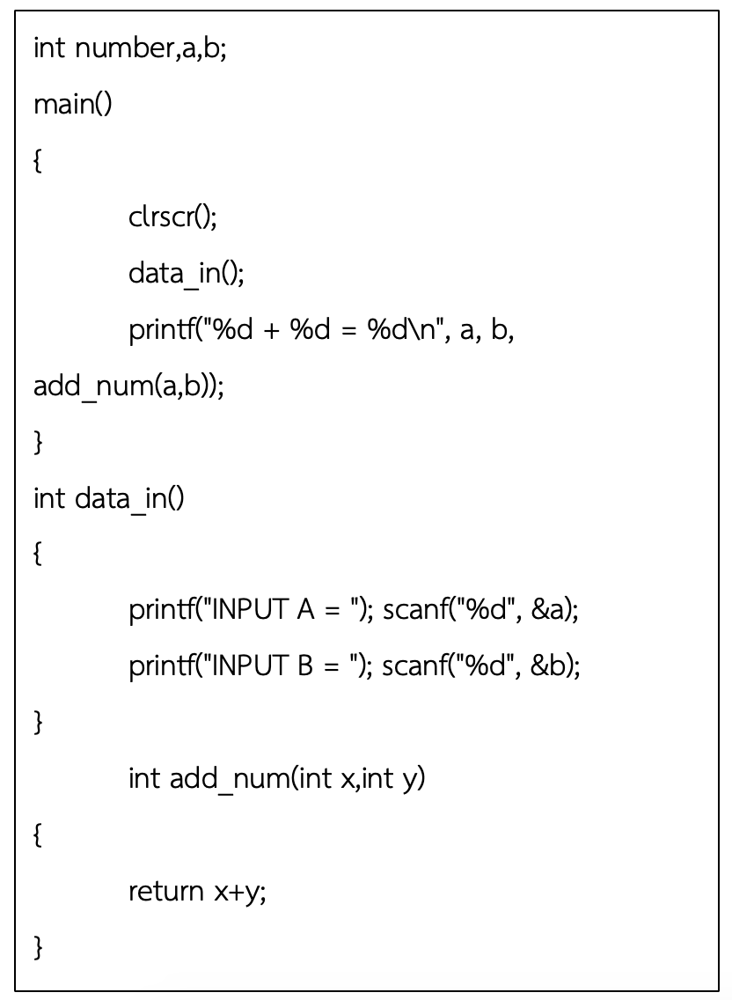 int number,a,b;
main()
{
clrscr();
data_in();
printf("%d + %d = %d\n", a, b,
add_num(a,b));
}
int data_in()
{
printf("INPUT A = "); scanf("%d", &a);
printf("INPUT B = "); scanf("%d", &b);
}
int add_num(int x,int y)
{
return x+y;
}